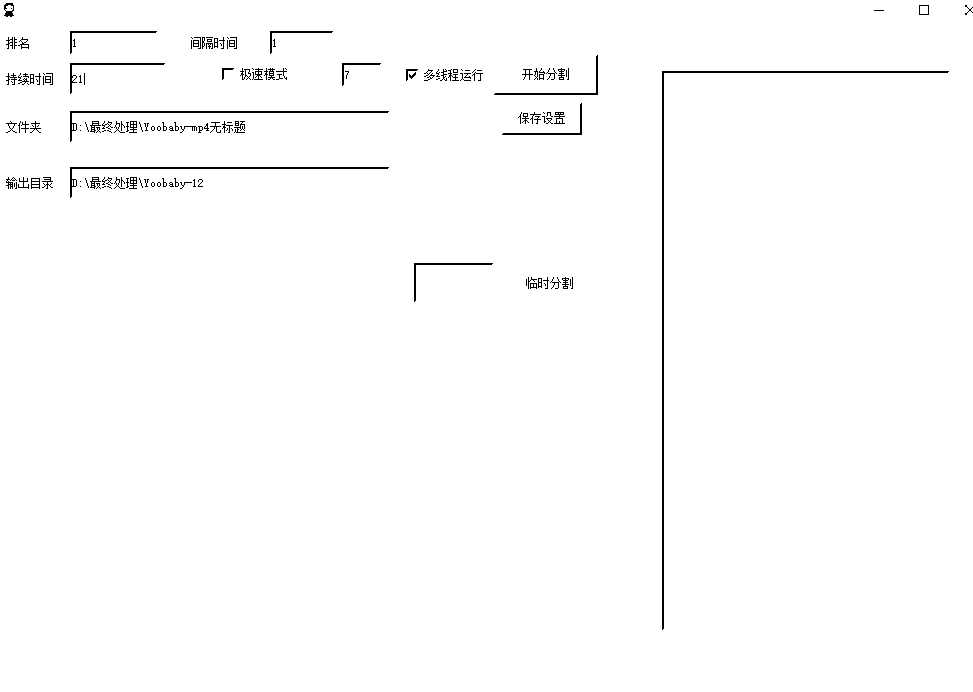 排名 1 间隔时间 1
持续时间 21 极速模式 7 多线程运行 开始分割
保存设置
文件夹 D:\最终处理\Yoobaby-mp4无标题
输出目录 D:\最终处理\Yoobaby-12
临时分割